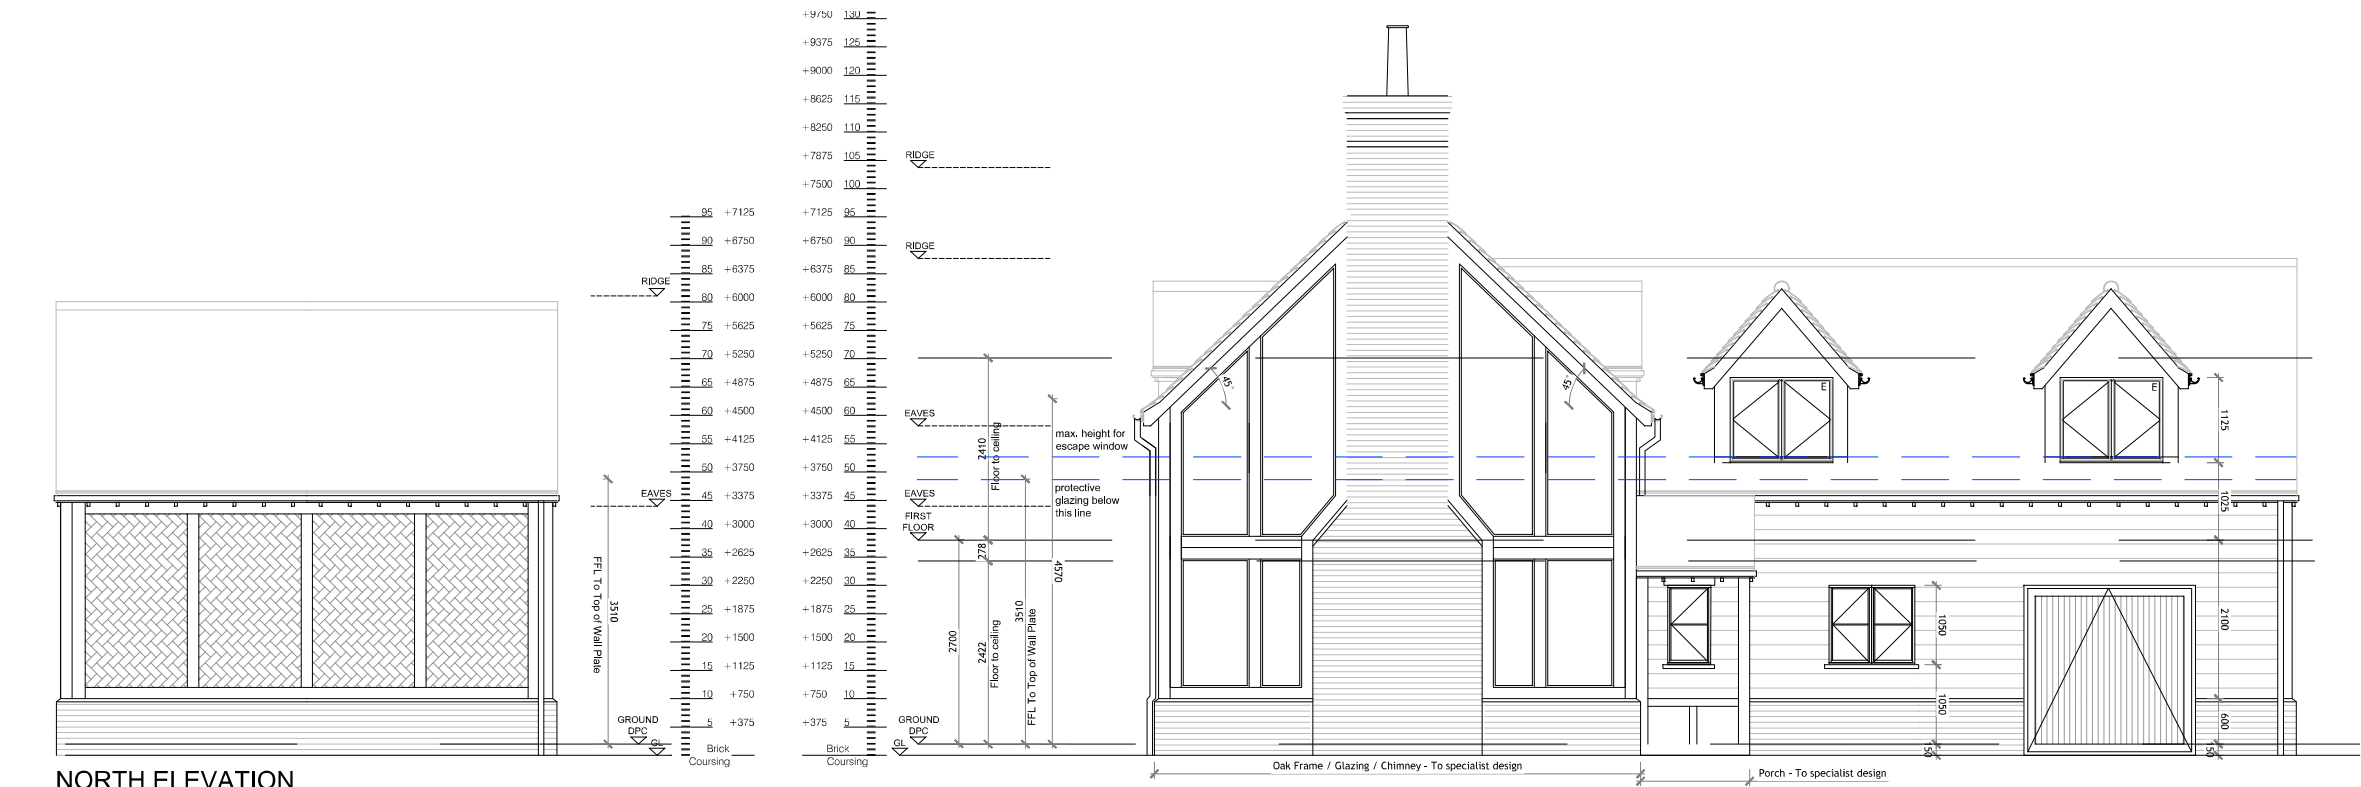 NORTH ELEVATION
RIDGE
EAVES
FFL To Top of Wall Plate
3510
GROUND
DPC
GL
95 +7125
90 +6750
85 +6375
80 +6000
75 +5625
70 +5250
65 +4875
60 +4500
55 +4125
50 +3750
45 +3375
40 +3000
35 +2625
30 +2250
25 +1875
20 +1500
15 +1125
10 +750
5 +375
Brick
Coursing
+9750 130
+9375 125
+9000 120
+8625 115
+8250 110
+7875 105
+7500 100
+7125 95
+6750 90
+6375 85
+6000 80
+5625 75
+5250 70
+4875 65
+4500 60
+4125 55
+3750 50
+3375 45
+3000 40
+2625 35
+2250 30
+1875 25
+1500 20
+1125 15
+750 10
+375 5
Brick
Coursing
RIDGE
RIDGE
EAVES
EAVES
FIRST
FLOOR
GROUND
DPC
GL
2410
Floor to ceiling
278
2700
2422
Floor to ceiling
3510
FFL To Top of Wall Plate
4570
max. height for
escape window
protective
glazing below
this line
45°
45°
E
E
1125
1025
2100
600
150
1050
1050
150
Oak Frame / Glazing / Chimney - To specialist design
Porch - To specialist design